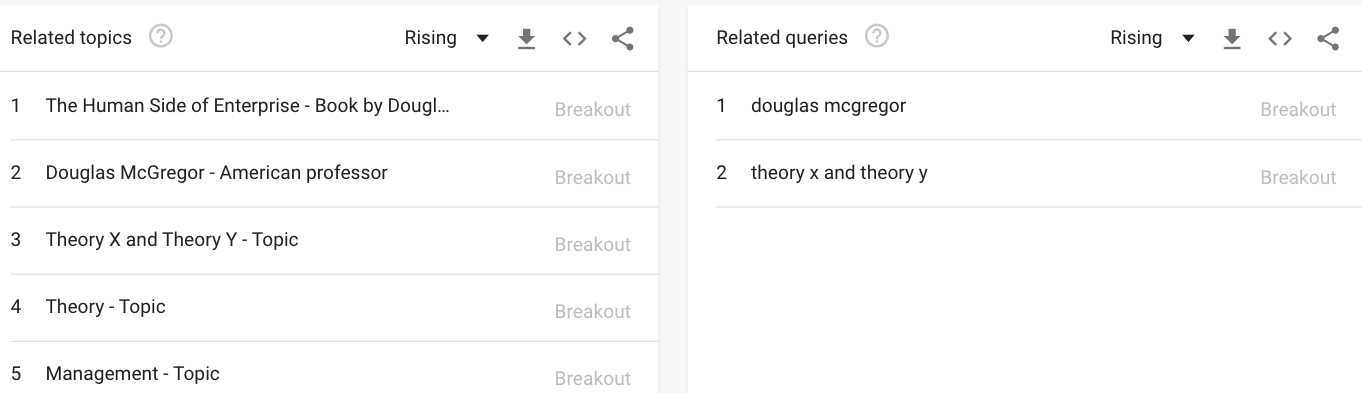 Related topics
Rising
1 The Human Side of Enterprise - Book by Dougl... Breakout
2 Douglas McGregor - American professor Breakout
3 Theory X and Theory Y - Topic Breakout
4 Theory - Topic Breakout
5 Management - Topic Breakout
Related queries
Rising
1 douglas mcgregor Breakout
2 theory x and theory y Breakout